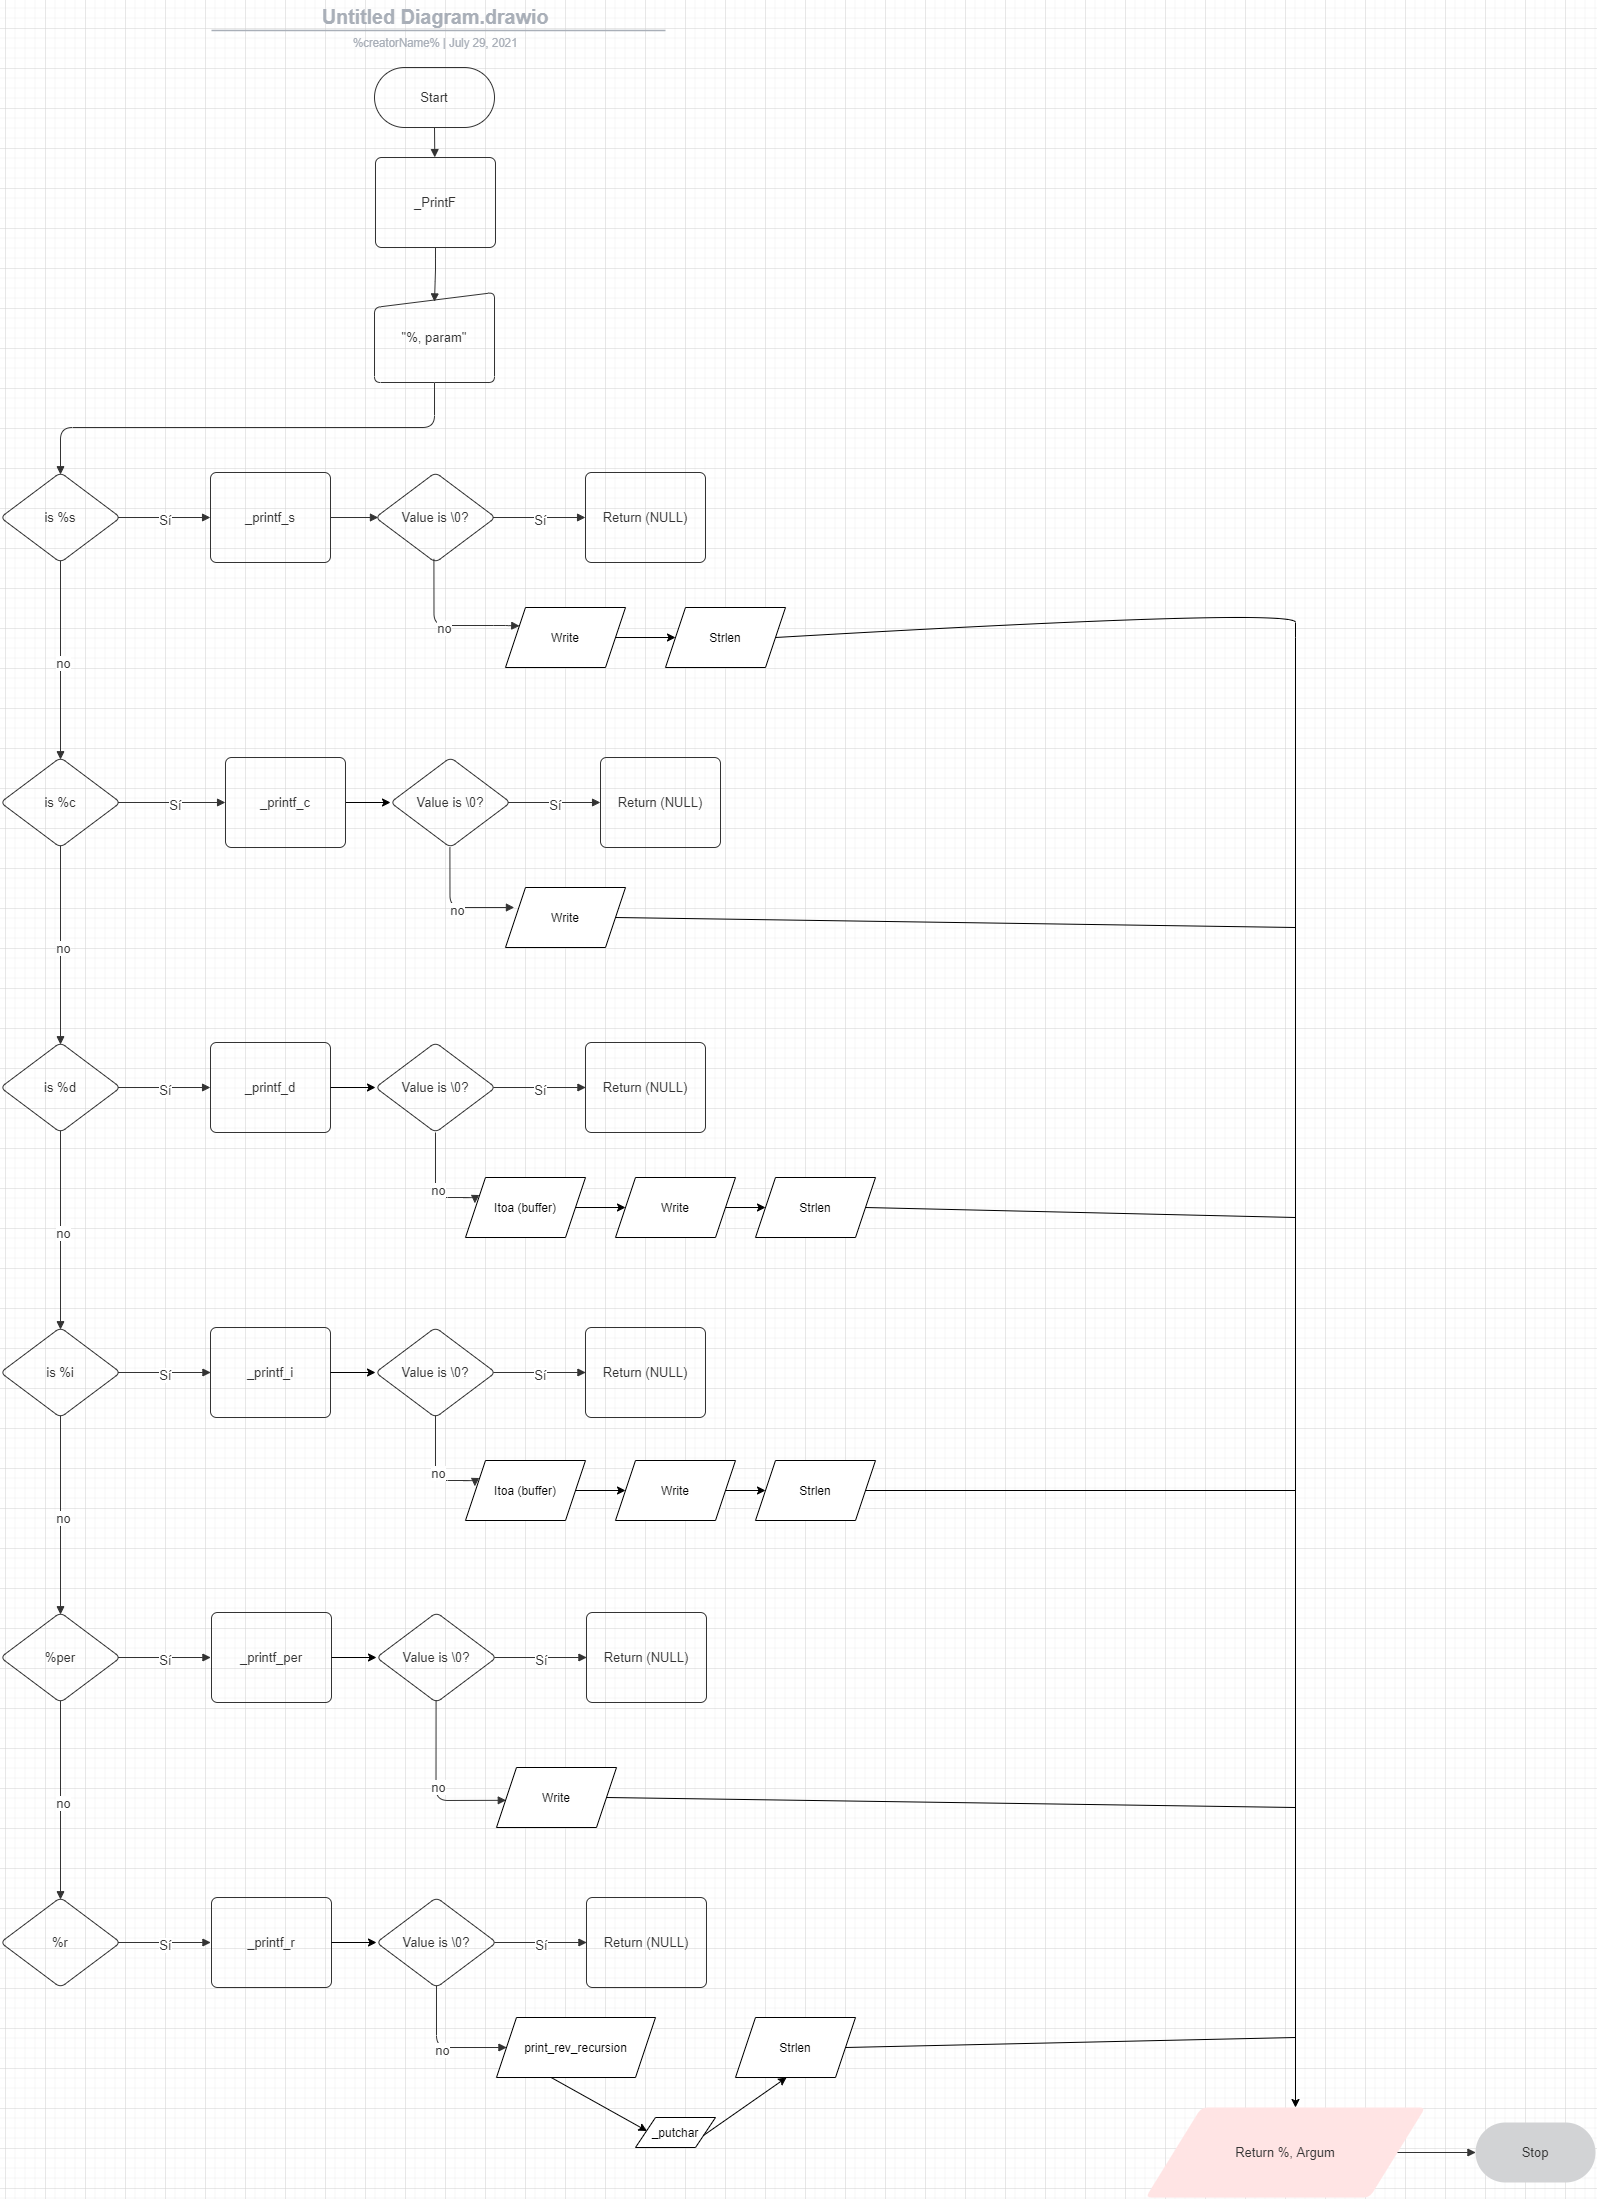 Untitled Diagram.drawio
%creatorName% | July 29, 2021
Start
_PrintF
"%, param"
is %s
Sí
_printf_s
Value is \0?
Sí
Return (NULL)
no
Write
Strlen
no
is %c
Sí
_printf_c
Value is \0?
Sí
Return (NULL)
no
Write
no
is %d
Sí
_printf_d
Value is \0?
Sí
Return (NULL)
no
Itoa (buffer)
Write
Strlen
no
is %i
Sí
_printf_i
Value is \0?
Sí
Return (NULL)
no
Itoa (buffer)
Write
Strlen
no
%per
Sí
_printf_per
Value is \0?
Sí
Return (NULL)
no
Write
no
%r
Sí
_printf_r
Value is \0?
Sí
Return (NULL)
no
print_rev_recursion
Strlen
_putchar
Return %, Argum
Stop